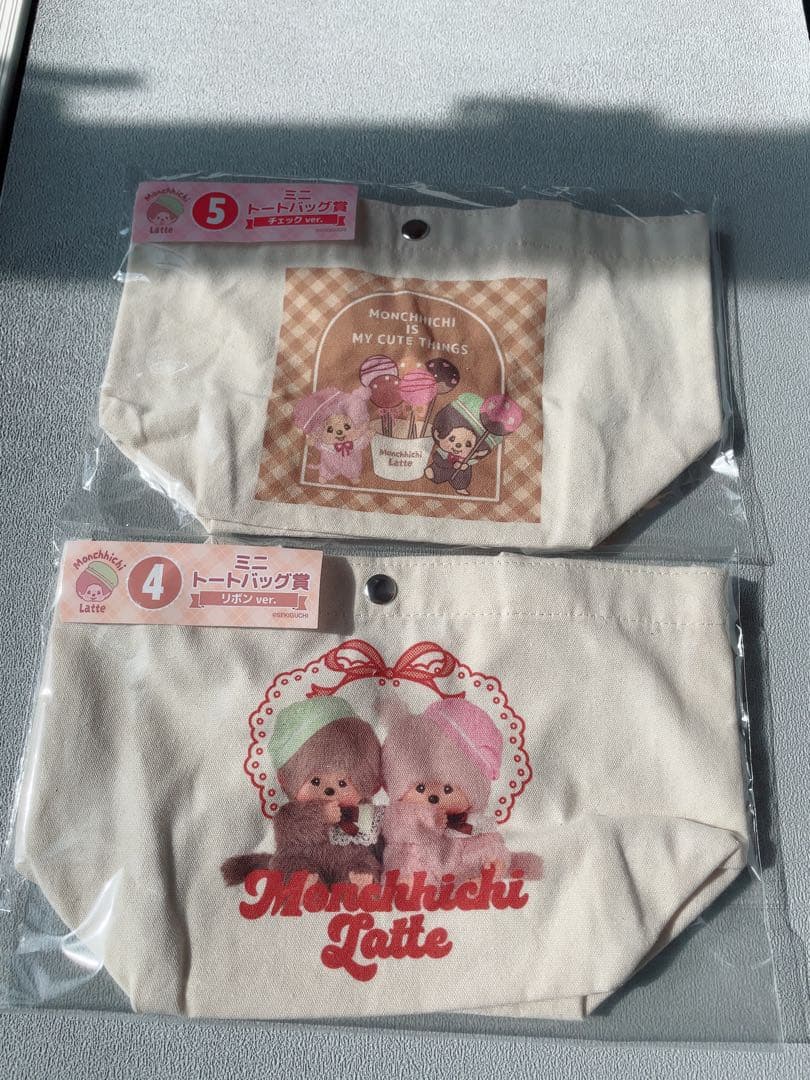 Monchhichi
Latte
5
ミニ
トートバッグ賞
チェック ver.
MONCHHICHI
IS
MY CUTE THINGS
Monchhichi
Latte
Monchhichi
Latte
4
ミニ
トートバッグ賞
リボン ver.
©SEKIGUCHI
Monchhichi
Latte